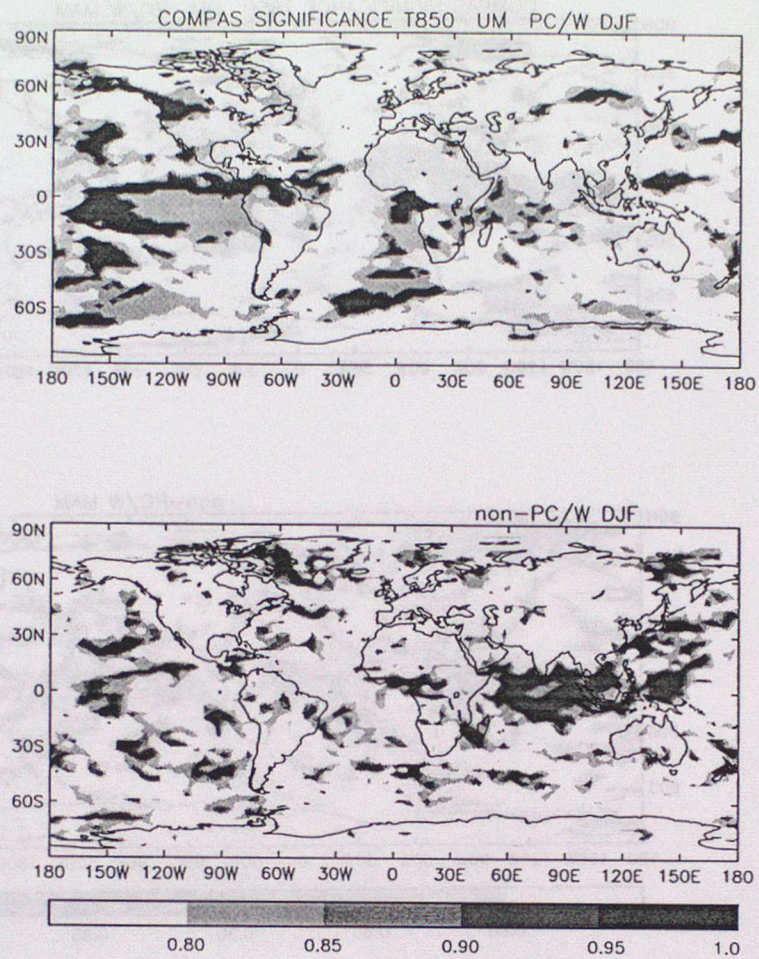 COMPAS SIGNIFICANCE T850 UM PC/W DJF
90N
60N
30N
0
30S
60S
180 150W 120W 90W 60W 30W 0 30E 60E 90E 120E 150E 180
non-PC/W DJF
90N
60N
30N
0
30S
60S
180 150W 120W 90W 60W 30W 0 30E 60E 90E 120E 150E 180
0.80 0.85 0.90 0.95 1.0